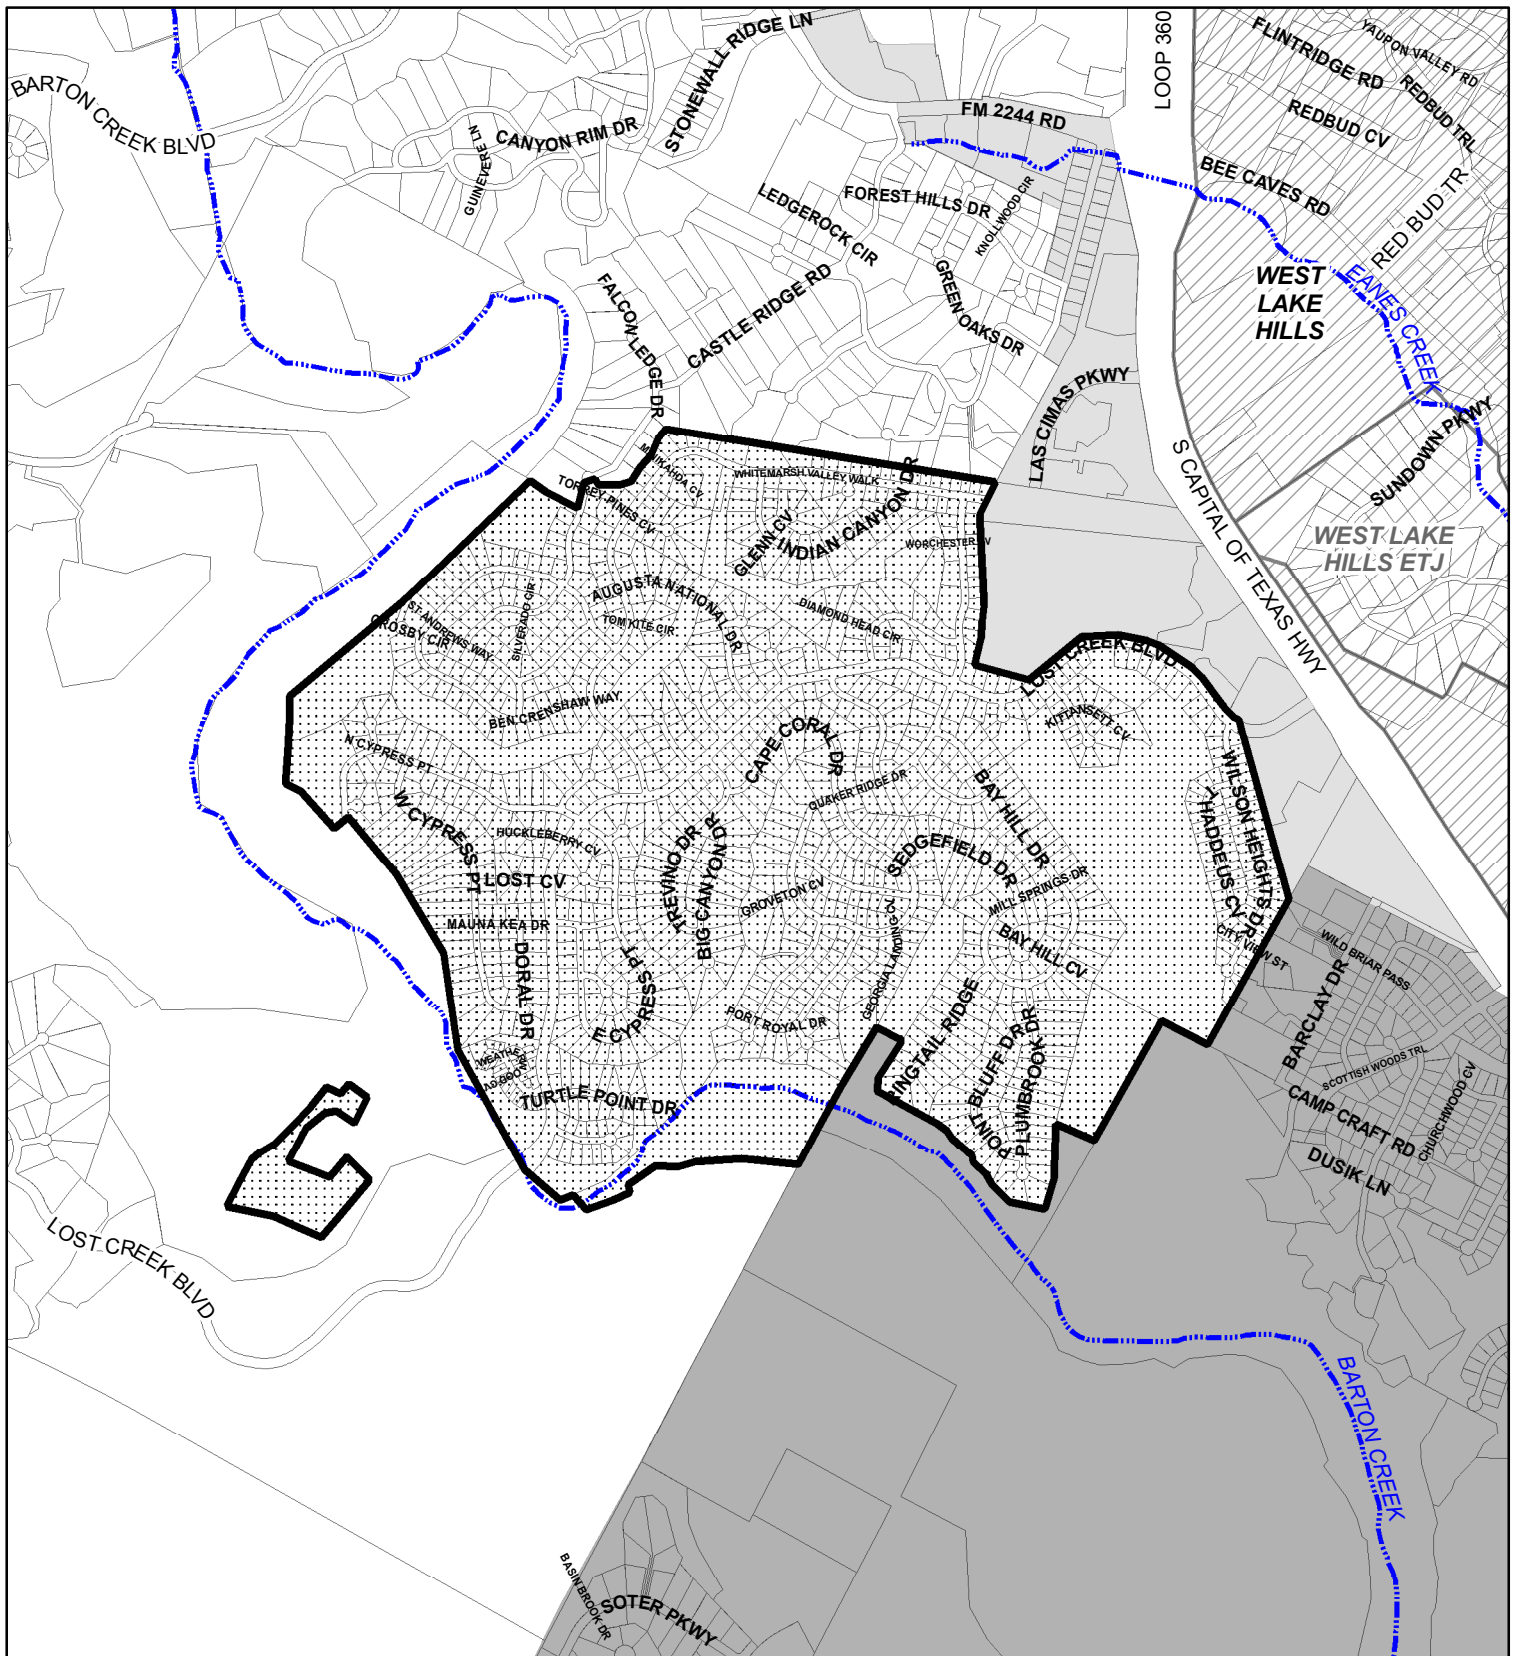 BARTON CREEK BLVD
STONEWALL RIDGE LN
CANYON RIM DR
GUINEVERE LN
FM 2244 RD
LOOP 360
FLINTRIDGE RD
YAUPON VALLEY RD
REDBUD TRL
REDBUD CV
BEE CAVES RD
RED BUD TR
LEDGEROCK CIR
FOREST HILLS DR
KNOLLWOOD CIR
WEST
LAKE
HILLS
EANES CREEK
FALCON LEDGE DR
CASTLE RIDGE RD
GREEN OAKS DR
LAS CIMAS PKWY
SUNDOWN PKWY
S CAPITAL OF TEXAS HWY
WEST LAKE
HILLS ETJ
MANIKAHDA CV
TORREY PINES CV
WHITEMARSH VALLEY WALK
GLENN CV
INDIAN CANYON DR
WORCHESTER CV
AUGUSTA NATIONAL DR
TOM KITE CIR
DIAMOND HEAD CIR
ST ANDREWS WAY
CROSBY CIR
SILVERADO CIR
LOST CREEK BLVD
BEN CRENSHAW WAY
KITTANSETT CV
N CYPRESS PT
CAPE CORAL DR
QUAKER RIDGE DR
BAY HILL DR
WILSON HEIGHTS DR
THADDEUS CV
W CYPRESS PT
HUCKLEBERRY CV
TREVINO DR
BIG CANYON DR
SEDGEFIELD DR
LOST CV
GROVETON CV
MILL SPRINGS DR
MAUNA KEA DR
GEORGIA LANDING CV
BAY HILL CV
CITY VIEW ST
WILD BRIAR PASS
DORAL DR
E CYPRESS PT
PORT ROYAL DR
RINGTAIL RIDGE
POINT BLUFF DR
PLUMBROOK DR
BARCLAY DR
SCOTTISH WOODS TRL
CHURCHWOOD CV
CAMP CRAFT RD
TURTLE POINT DR
DUSIK LN
LOST CREEK BLVD
BARTON CREEK
BASIN BROOK DR
SOTER PKWY